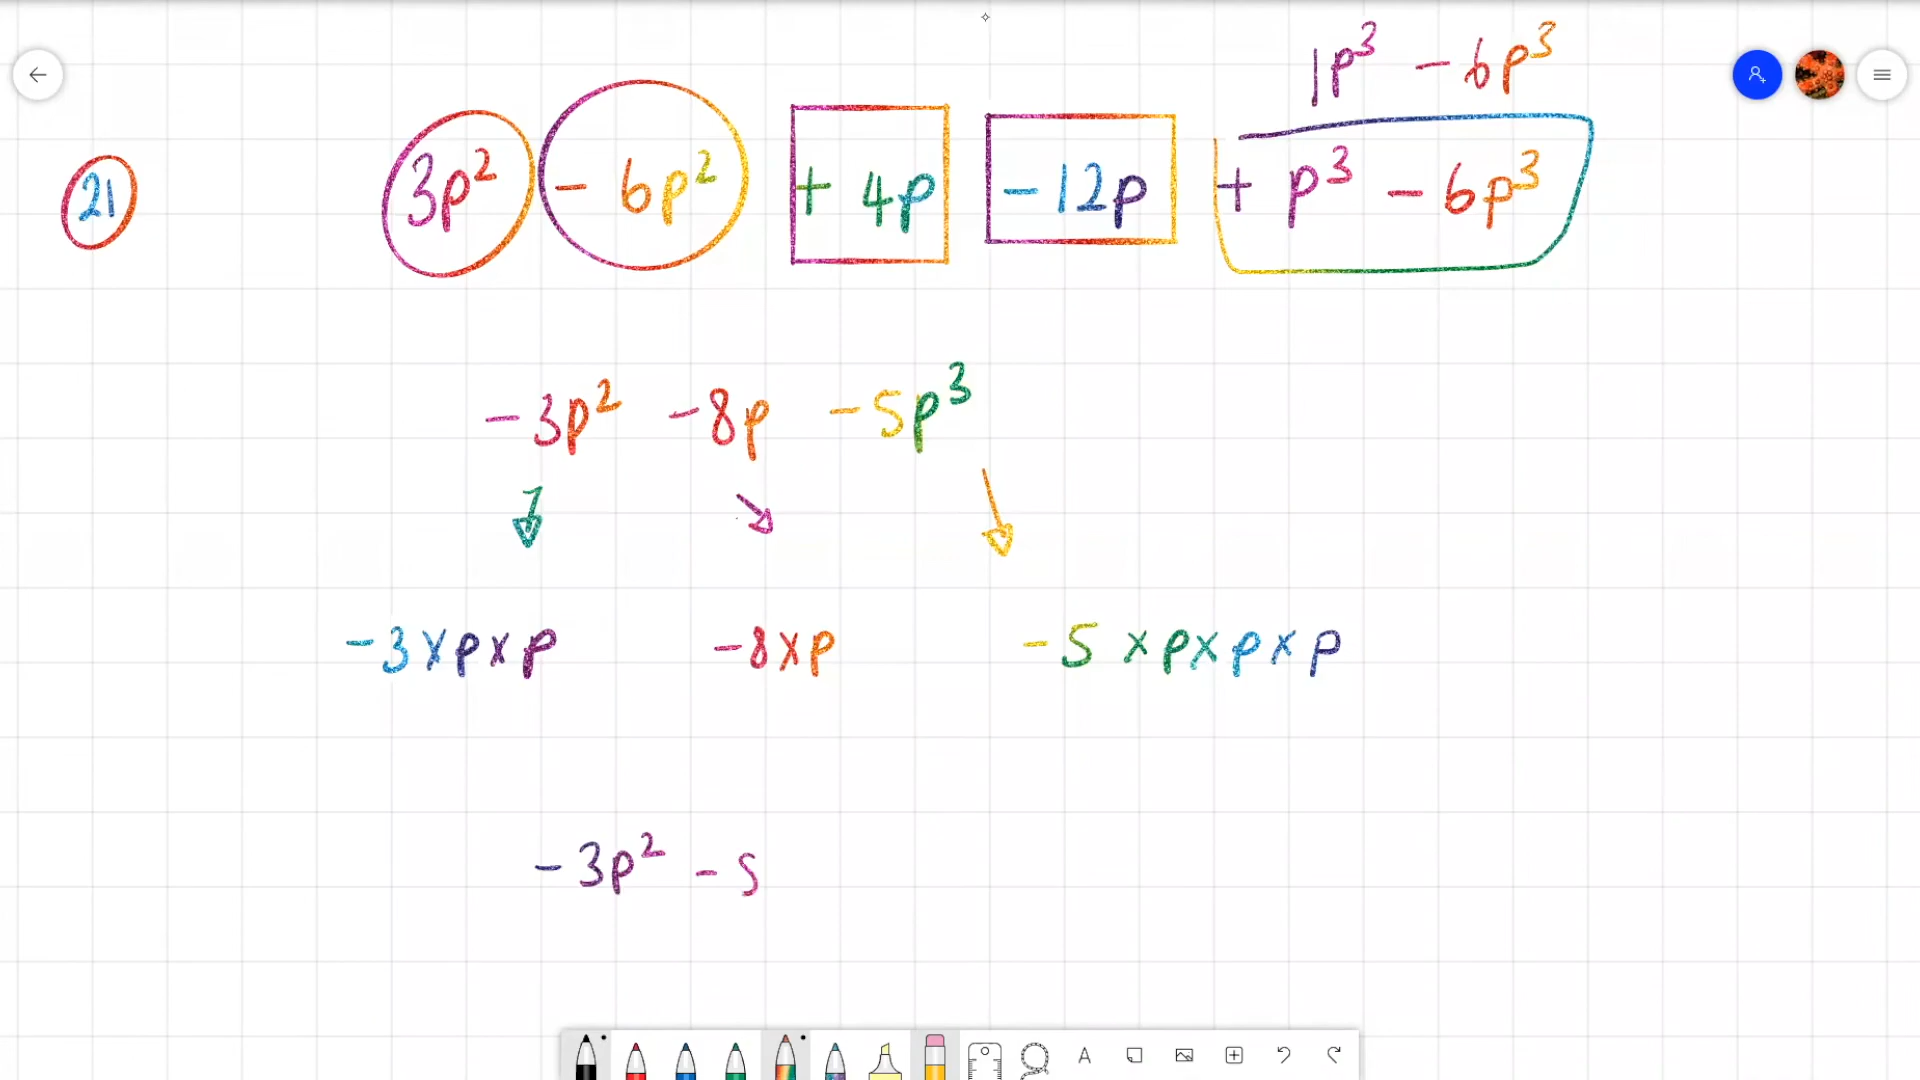 1p³ - 6p³
21 3p² - 6p² + 4p - 12p + p³ - 6p³
-3p² - 8p - 5p³
-3 x p x p -8 x p -5 x p x p x p
-3p² - 5